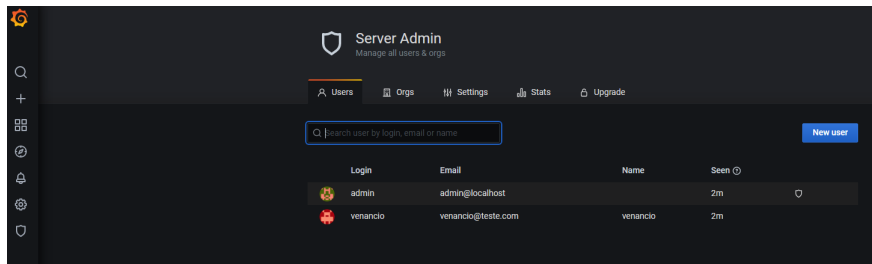 Server Admin
Manage all users & orgs
Users Orgs Settings Stats Upgrade
Search user by login, email or name New user
Login Email Name Seen
admin admin@localhost 2m
venancio venancio@teste.com venancio 2m